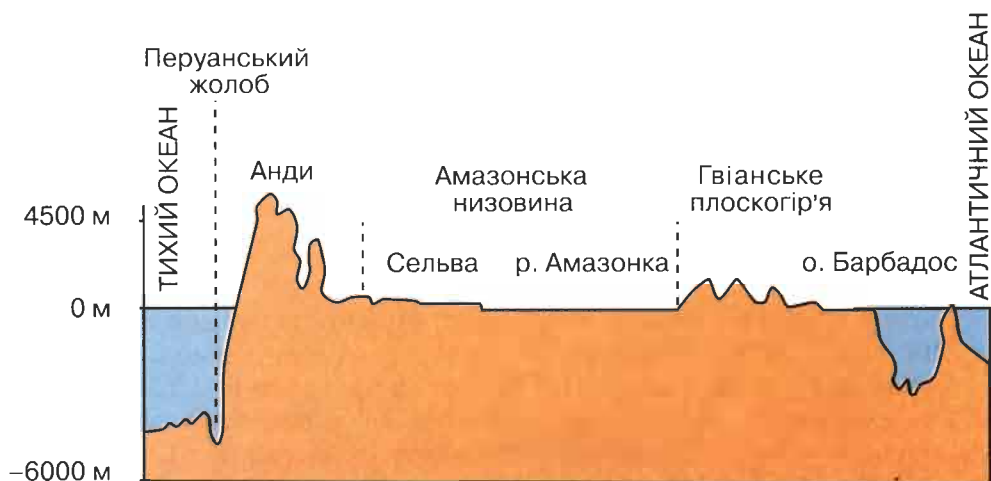 Перуанський
жолоб
ТИХИЙ ОКЕАН
АТЛАНТИЧНИЙ ОКЕАН
Анди
Амазонська
низовина
Гвіанське
плоскогір'я
4500 м
Сельва
р. Амазонка
о. Барбадос
0 м
–6000 м